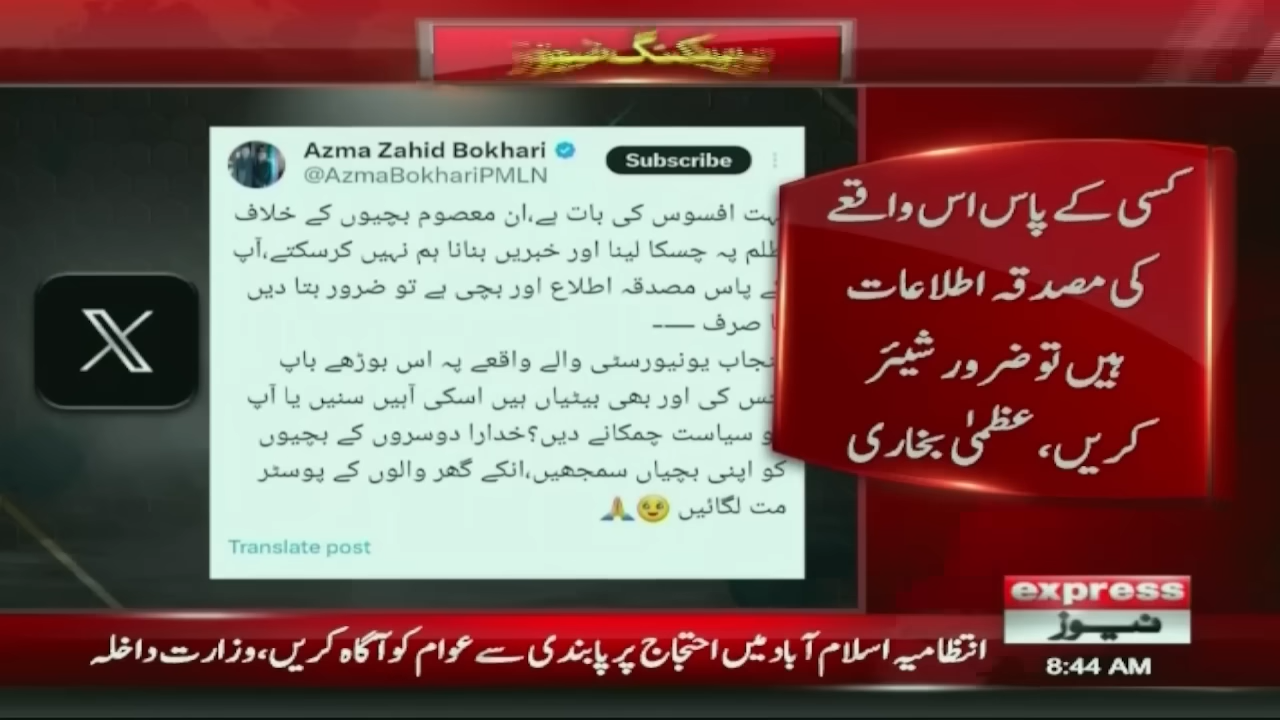 بریکنگ نیوز
Azma Zahid Bokhari
Subscribe
@AzmaBokhariPMLN
افسوس کی بات ہے،ان معصوم بچیوں کے خلاف
پہ چسکا لینا اور خبریں بنانا ہم نہیں کرسکتے،آپ
پاس مصدقہ اطلاع اور بچی ہے تو ضرور بتا دیں
صرف ——-
یونیورسٹی والے واقعے پہ اس بوڑھے باپ
کی اور بھی بیٹیاں ہیں اسکی آہیں سنیں یا آپ
سیاست چمکانے دیں؟خدارا دوسروں کے بچیوں
کو اپنی بچیاں سمجھیں،انکے گھر والوں کے پوسٹر
مت لگائیں 🥹🙏
Translate post
کسی کے پاس اس واقعے
کی مصدقہ اطلاعات
ہیں تو ضرور شیئر
کریں، عظمیٰ بخاری
express
نیوز
8:44 AM
انتظامیہ اسلام آباد میں احتجاج پر پابندی سے عوام کو آگاہ کریں، وزارت داخلہ